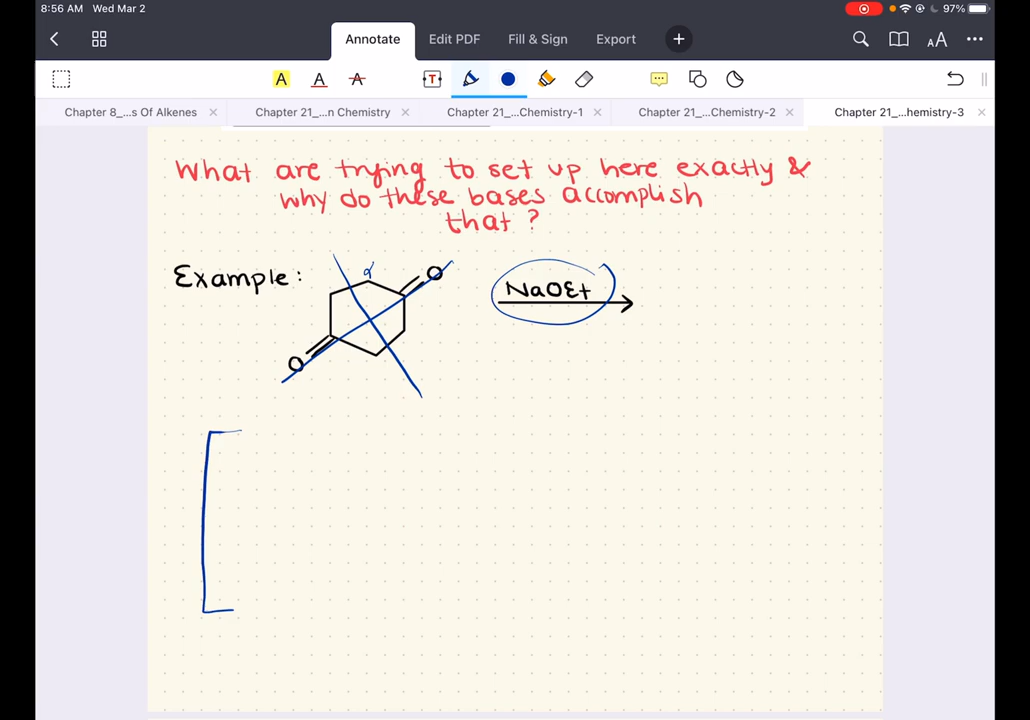 8:56 AM Wed Mar 2
97%
Annotate Edit PDF Fill & Sign Export
AA
A A A T
Chapter 8_...s Of Alkenes Chapter 21_...n Chemistry Chapter 21_...Chemistry-1 Chapter 21_...Chemistry-2 Chapter 21_...hemistry-3
What are trying to set up here exactly &
why do these bases accomplish
that ?
Example:
α
O
NaOEt
O